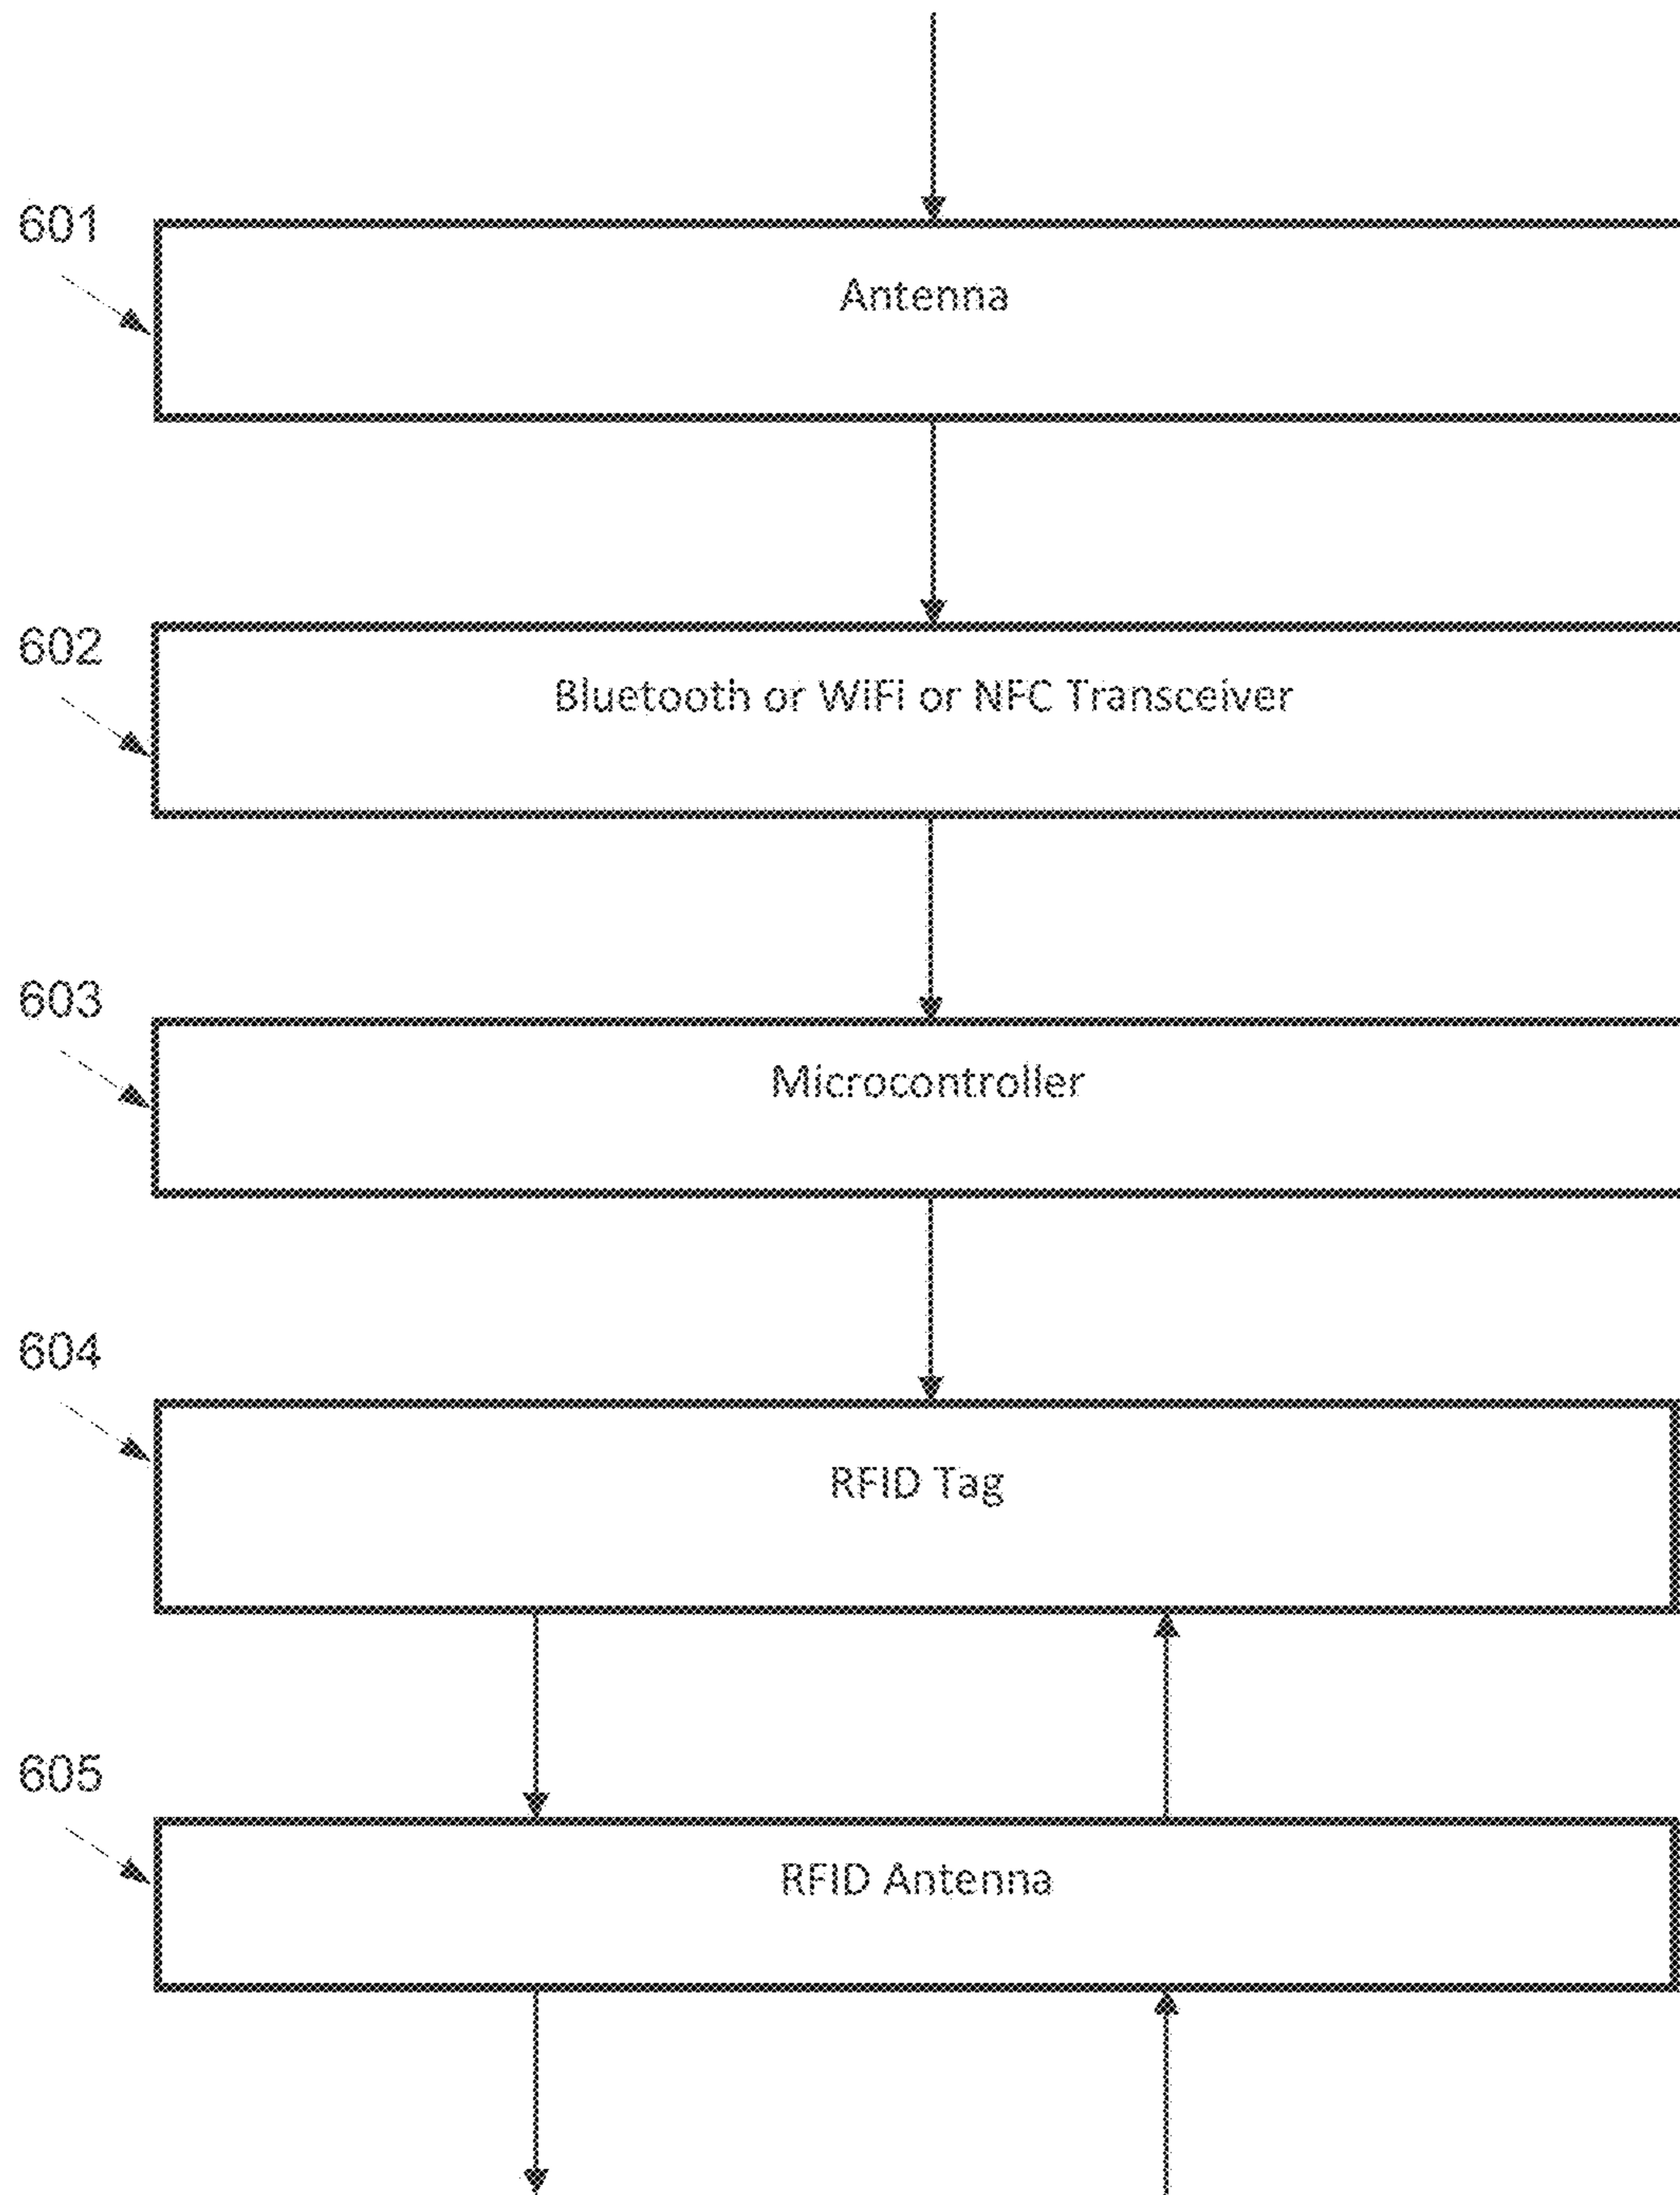 601
Antenna
602
Bluetooth or WiFi or NFC Transceiver
603
Microcontroller
604
RFID Tag
605
RFID Antenna